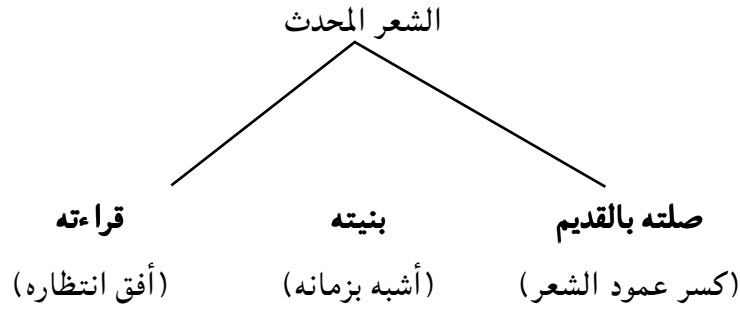 الشعر المحدث
صلته بالقديم بنيته قراءته
(كسر عمود الشعر) (أشبه بزمانه) (أفق انتظاره)